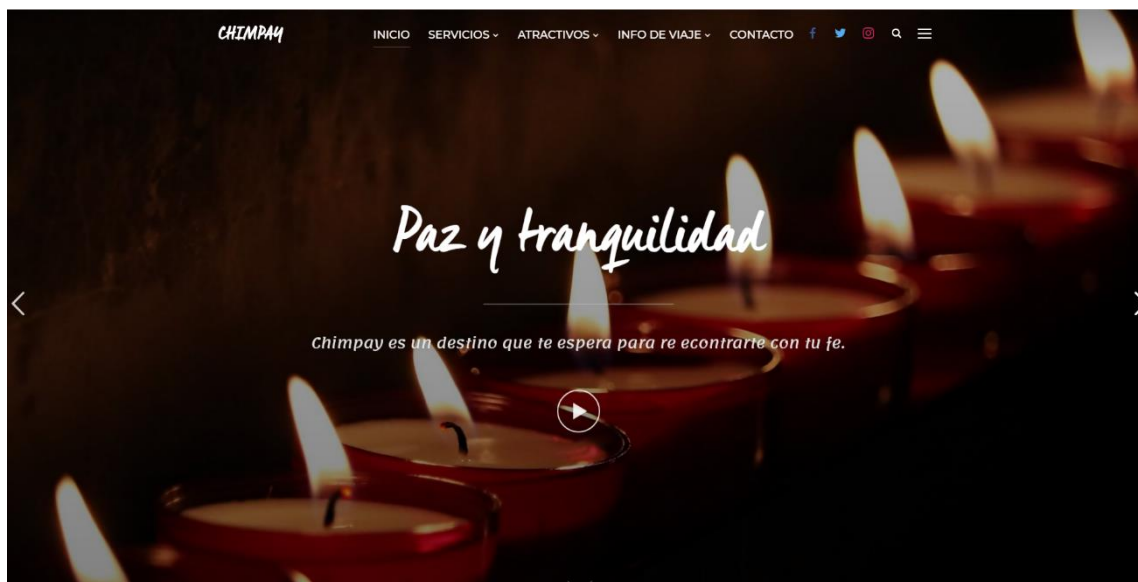 CHIMPAY
INICIO SERVICIOS ATRACTIVOS INFO DE VIAJE CONTACTO
Paz y tranquilidad
Chimpay es un destino que te espera para re econtrarte con tu fe.